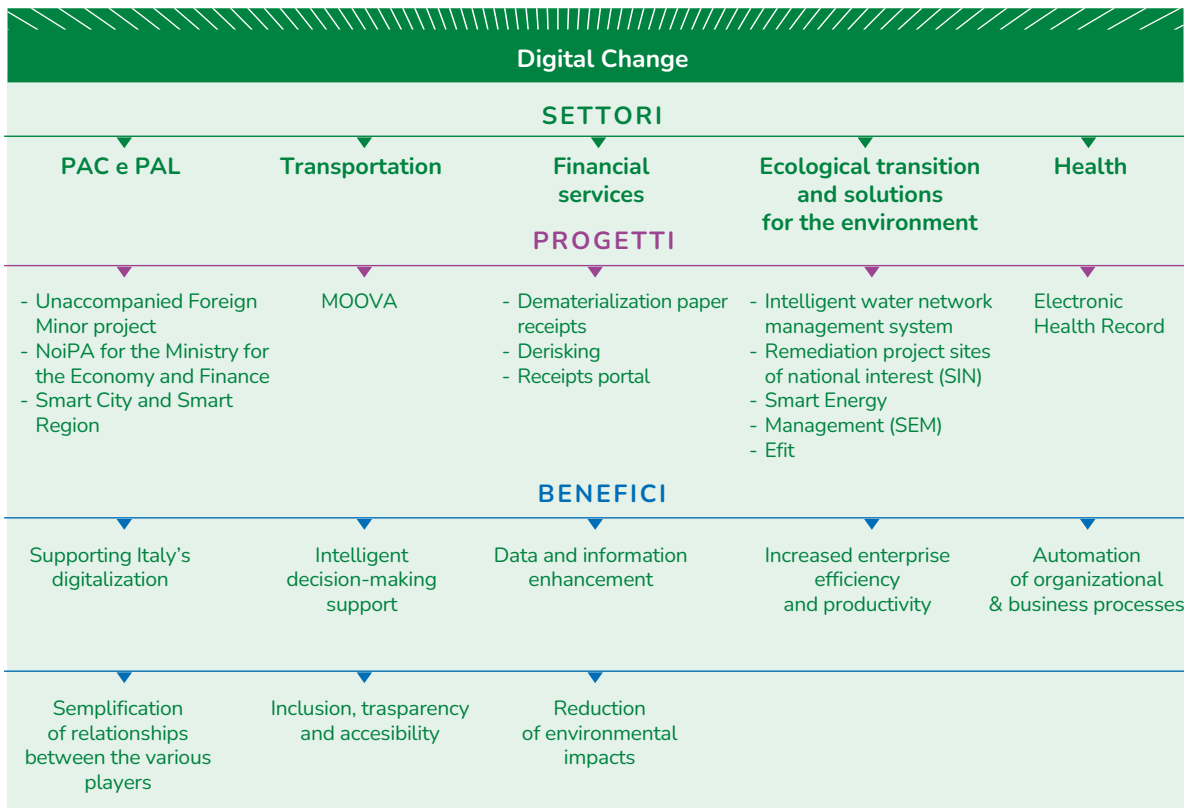 Digital Change
SETTORI
PAC e PAL
Transportation
Financial
services
Ecological transition
and solutions
for the environment
Health
PROGETTI
- Unaccompanied Foreign
Minor project
- NoiPA for the Ministry for
the Economy and Finance
- Smart City and Smart
Region
MOOVA
- Dematerialization paper
receipts
- Derisking
- Receipts portal
- Intelligent water network
management system
- Remediation project sites
of national interest (SIN)
- Smart Energy
- Management (SEM)
- Efit
Electronic
Health Record
BENEFICI
Supporting Italy’s
digitalization
Intelligent
decision-making
support
Data and information
enhancement
Increased enterprise
efficiency
and productivity
Automation
of organizational
& business processes
Semplification
of relationships
between the various
players
Inclusion, trasparency
and accesibility
Reduction
of environmental
impacts